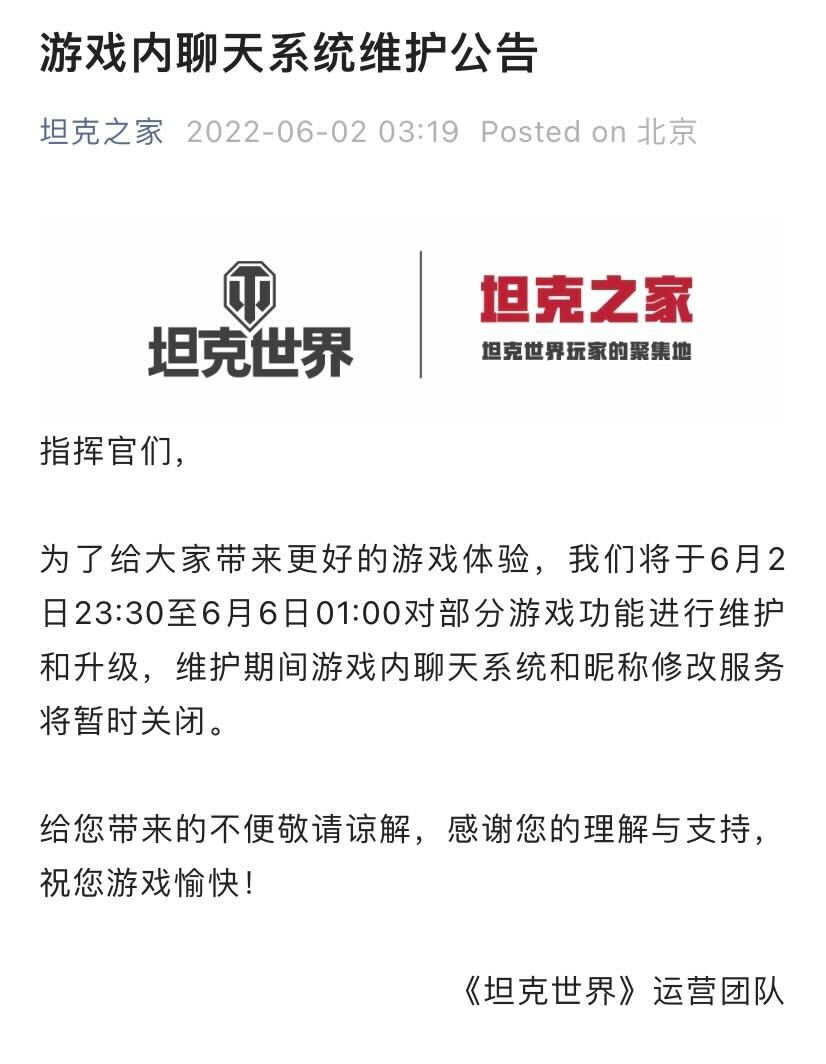 游戏内聊天系统维护公告
坦克之家 2022-06-02 03:19 Posted on 北京
坦克世界
坦克之家
坦克世界玩家的聚集地
指挥官们，
为了给大家带来更好的游戏体验，我们将于6月2
日23:30至6月6日01:00对部分游戏功能进行维护
和升级，维护期间游戏内聊天系统和昵称修改服务
将暂时关闭。
给您带来的不便敬请谅解，感谢您的理解与支持，
祝您游戏愉快！
《坦克世界》运营团队